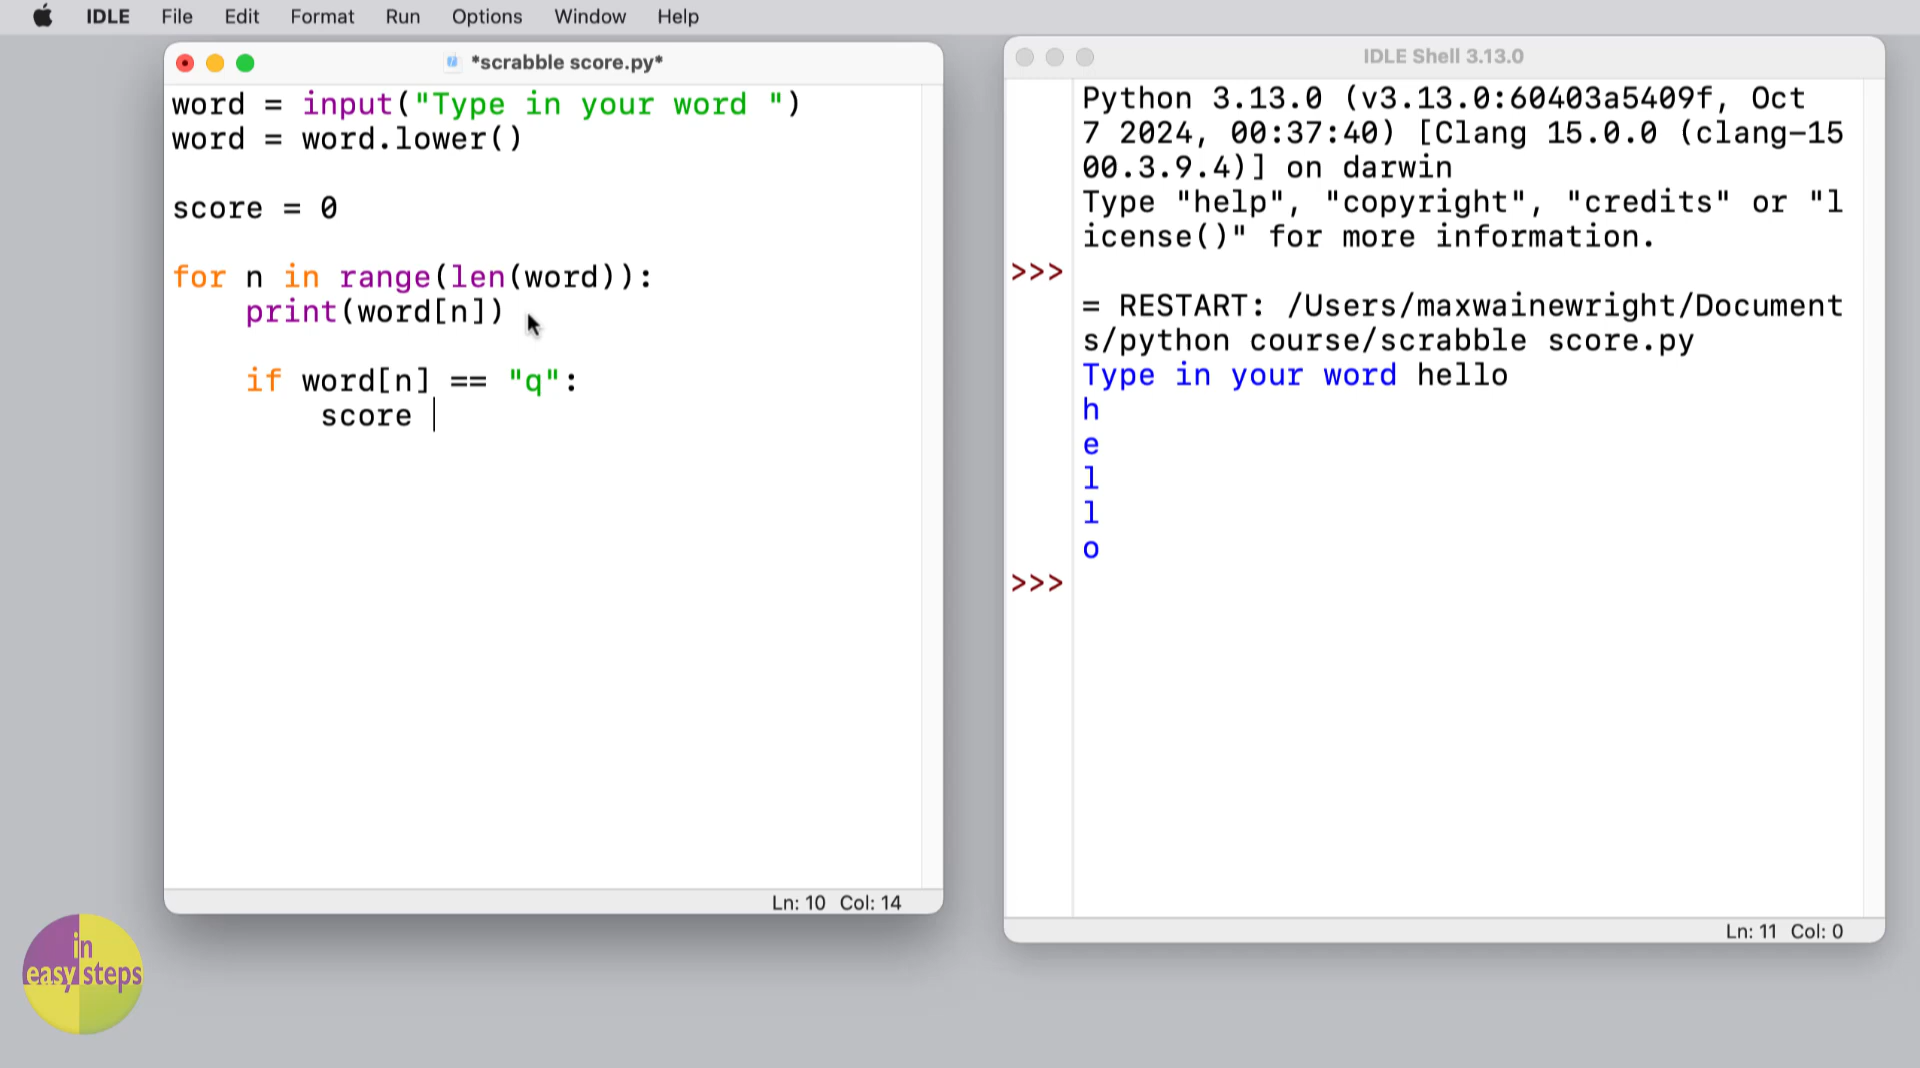 IDLE File Edit Format Run Options Window Help
*scrabble score.py*
word = input("Type in your word ")
word = word.lower()
score = 0
for n in range(len(word)):
print(word[n])
if word[n] == "q":
score
Ln: 10 Col: 14
IDLE Shell 3.13.0
Python 3.13.0 (v3.13.0:60403a5409f, Oct
7 2024, 00:37:40) [Clang 15.0.0 (clang-15
00.3.9.4)] on darwin
Type "help", "copyright", "credits" or "l
icense()" for more information.
>>>
= RESTART: /Users/maxwainewright/Document
s/python course/scrabble score.py
Type in your word hello
h
e
l
l
o
>>>
Ln: 11 Col: 0
in
easy steps